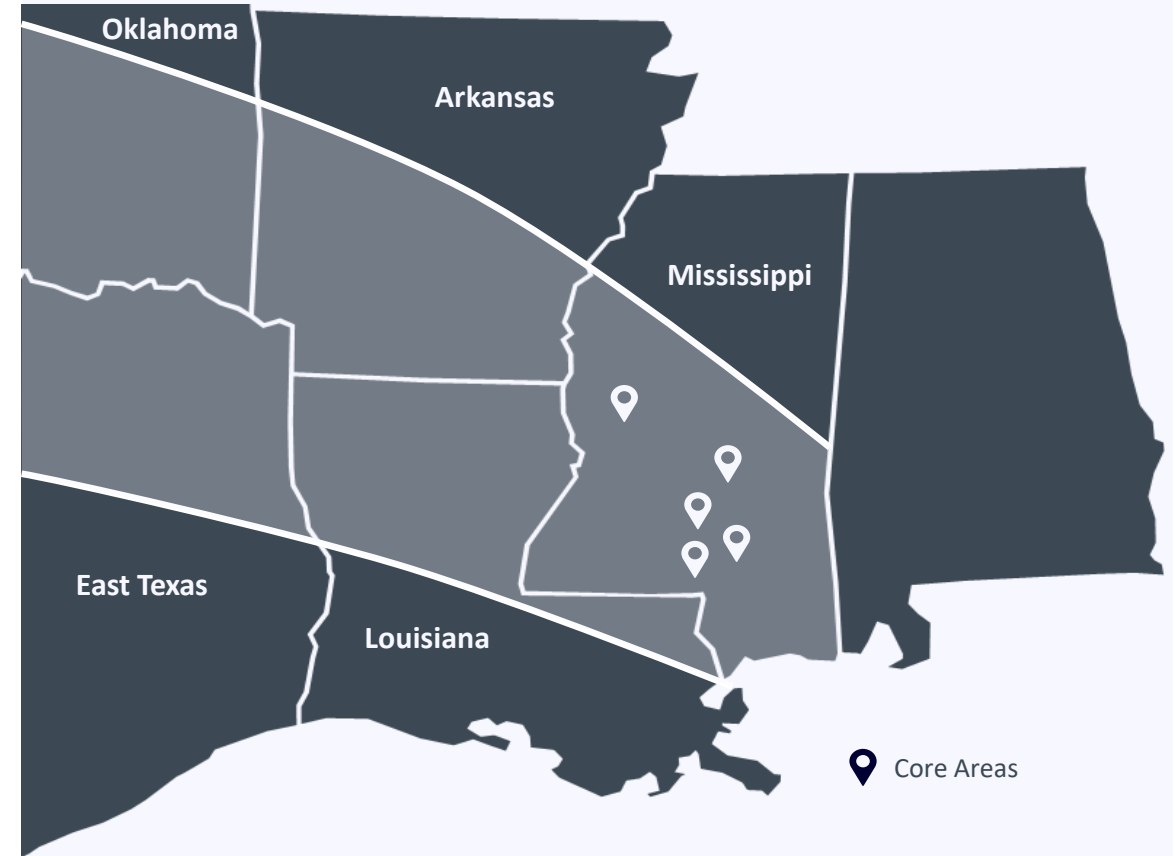 Oklahoma
Arkansas
Mississippi
East Texas
Louisiana
Core Areas